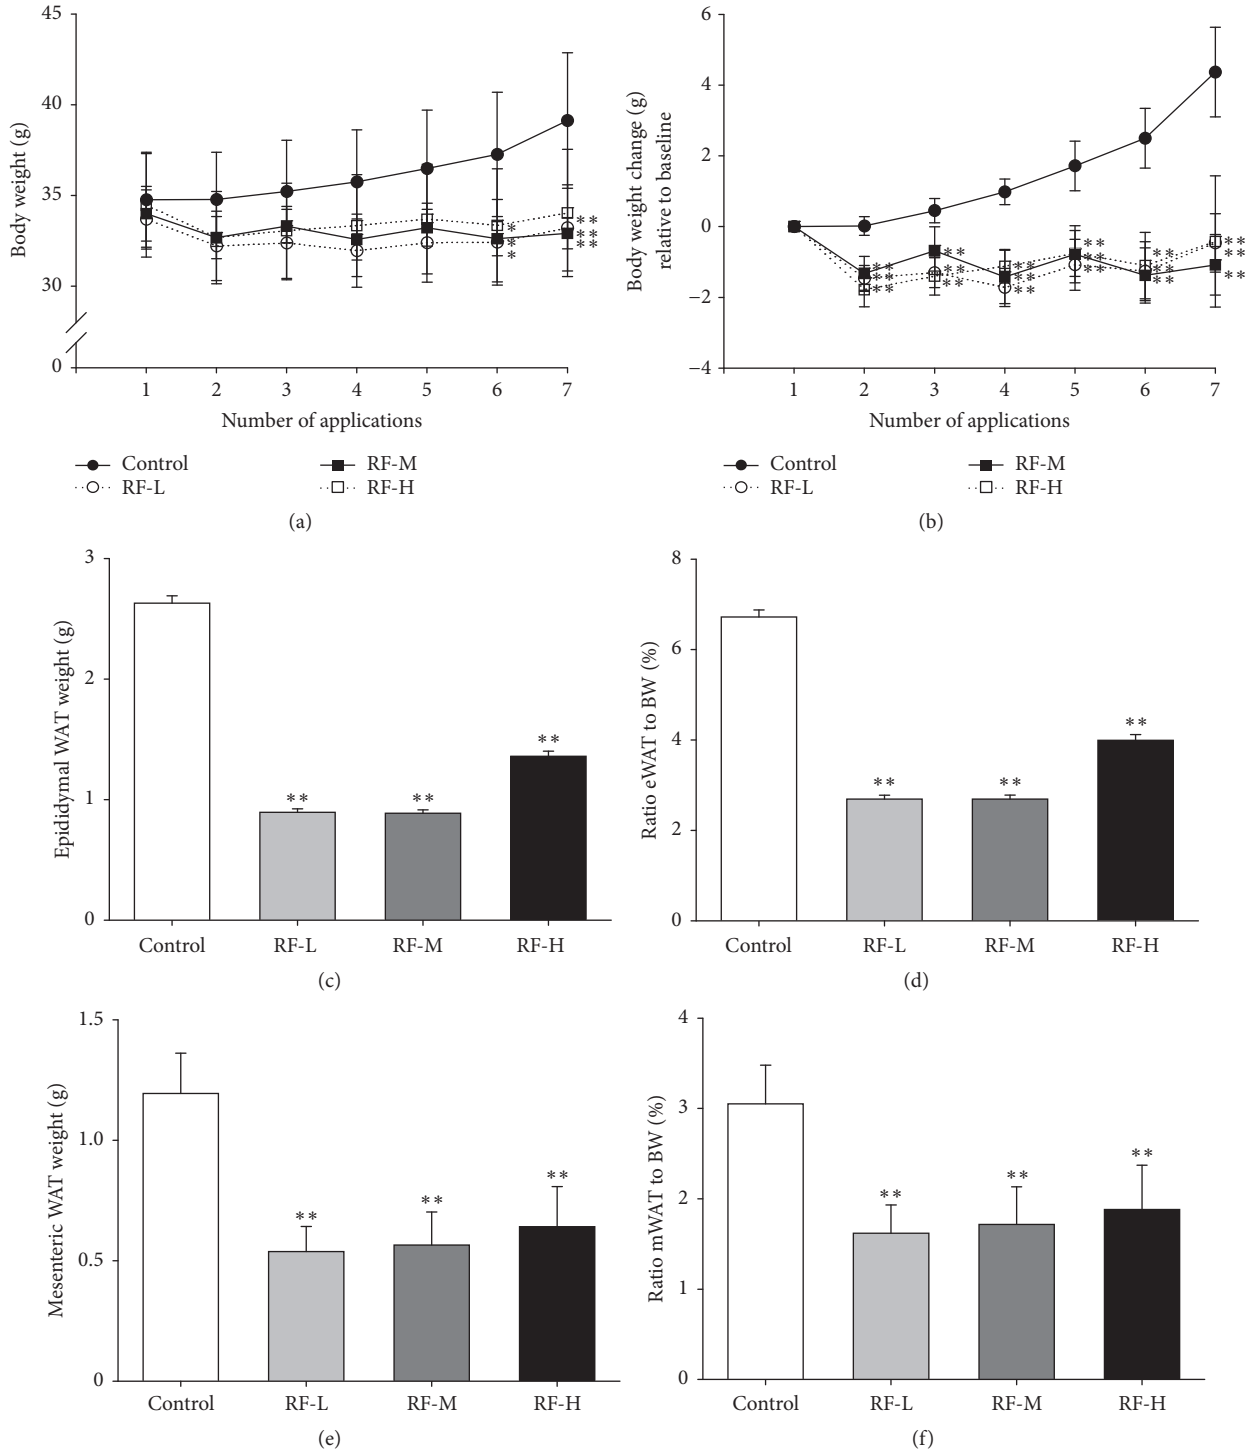 45
40
35
30
0
Body weight (g)
* *
* *
* *
*
*
*
1 2 3 4 5 6 7
Number of applications
Control RF-M
RF-L RF-H
(a)
6
4
2
0
−2
−4
Body weight change (g)
relative to baseline
** ** ** ** ** **
** ** ** ** ** **
** ** ** ** ** **
1 2 3 4 5 6 7
Number of applications
Control RF-M
RF-L RF-H
(b)
3
2
1
0
Epididymal WAT weight (g)
** ** **
Control RF-L RF-M RF-H
(c)
8
6
4
2
0
Ratio eWAT to BW (%)
** ** **
Control RF-L RF-M RF-H
(d)
1.5
1.0
0.5
0
Mesenteric WAT weight (g)
** ** **
Control RF-L RF-M RF-H
(e)
4
3
2
1
0
Ratio mWAT to BW (%)
** ** **
Control RF-L RF-M RF-H
(f)